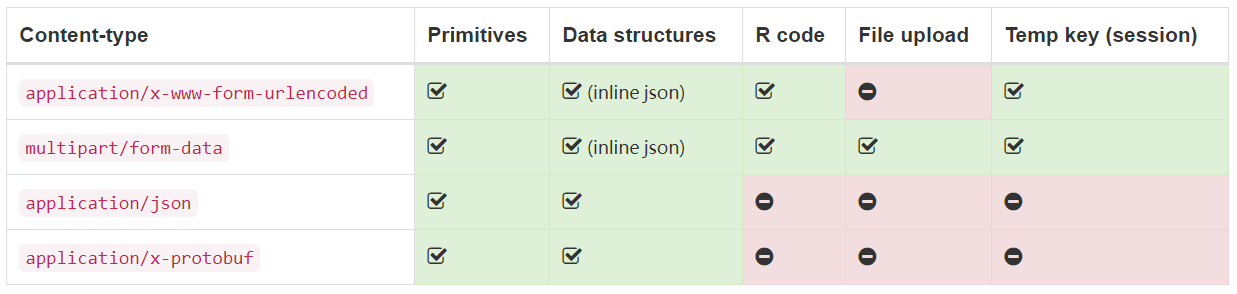 Content-type Primitives Data structures R code File upload Temp key (session)
application/x-www-form-urlencoded (inline json)
multipart/form-data (inline json)
application/json
application/x-protobuf